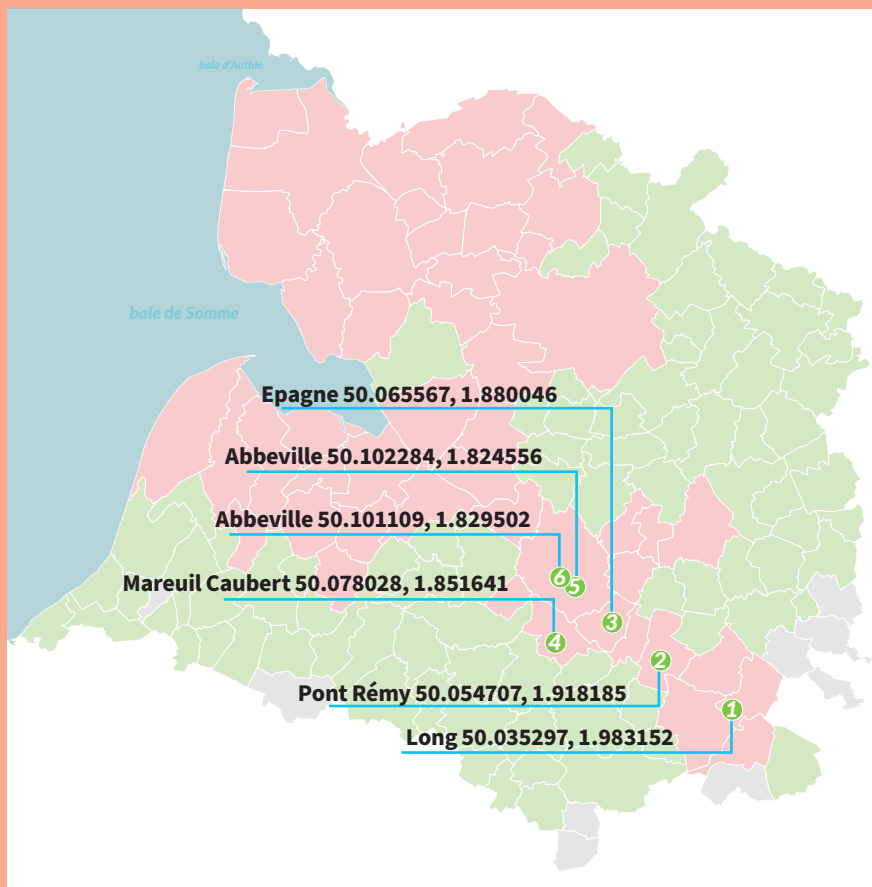 baie d'Authie
baie de Somme
Epagne 50.065567, 1.880046
Abbeville 50.102284, 1.824556
Abbeville 50.101109, 1.829502
Mareuil Caubert 50.078028, 1.851641
6
5
3
4
2
Pont Rémy 50.054707, 1.918185
1
Long 50.035297, 1.983152